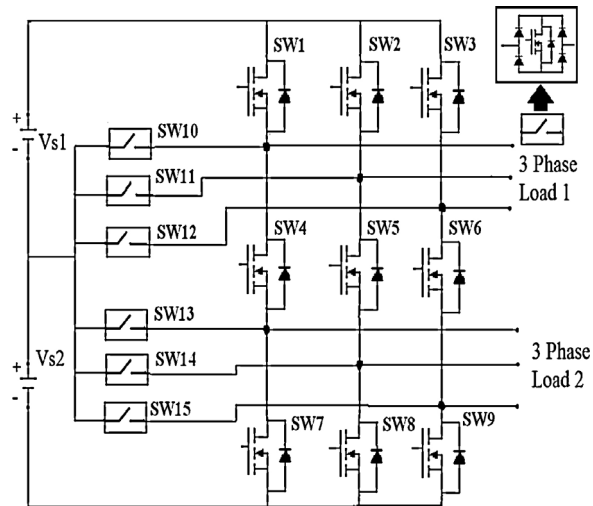 SW1 SW2 SW3
+
Vs1
-
SW10
SW11
SW12
3 Phase
Load 1
SW4 SW5 SW6
SW13
+
Vs2
-
SW14
SW15
3 Phase
Load 2
SW7 SW8 SW9